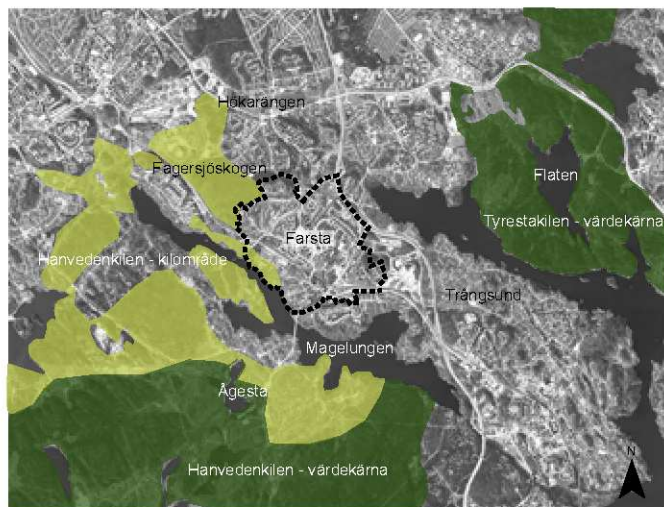 Hökarängen
Fagersjöskogen
Flaten
Tyrestakilen - värdekärna
Farsta
Hanvedenkilen - kilområde
Trångsund
Magelungen
Ågesta
Hanvedenkilen - värdekärna
N